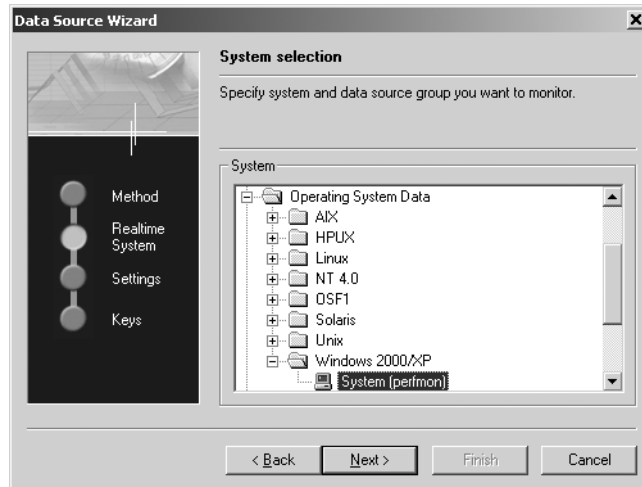 Data Source Wizard
System selection
Specify system and data source group you want to monitor.
System
Method
Realtime
System
Settings
Keys
Operating System Data
AIX
HPUX
Linux
NT 4.0
OSF1
Solaris
Unix
Windows 2000/XP
System (perfmon)
< Back
Next >
Finish
Cancel